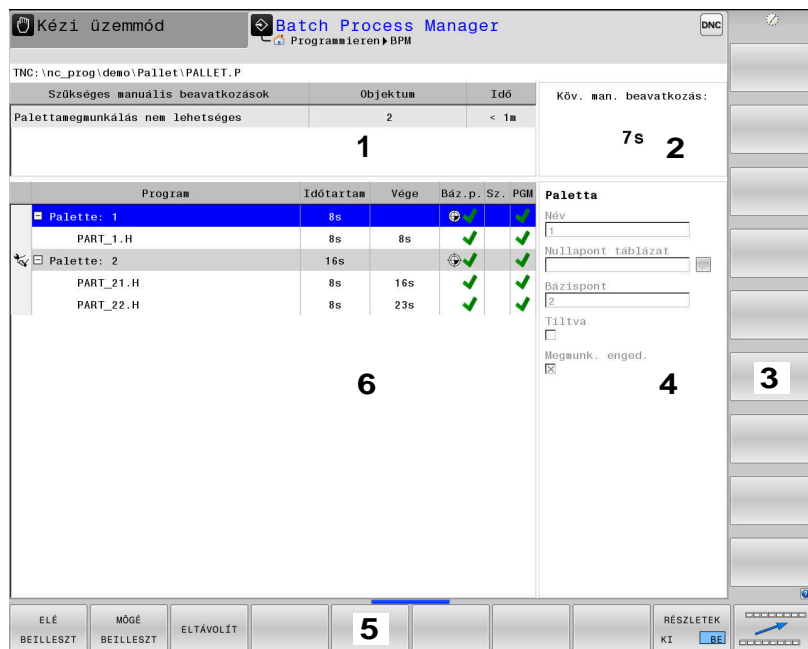 Kézi üzemmód
Batch Process Manager
DNC
Programmieren ▸ BPM
TNC:\nc_prog\demo\Pallet\PALLET.P
Szükséges manuális beavatkozások Objektum Idő
Palettamegmunkálás nem lehetséges 2 < 1m
1
Köv. man. beavatkozás:
7s
2
Program Időtartam Vége Báz.p. Sz. PGM
Palette: 1 8s
PART_1.H 8s 8s
Palette: 2 16s
PART_21.H 8s 16s
PART_22.H 8s 23s
6
Paletta
Név
1
Nullapont táblázat
Bázispont
2
Tiltva
Megmunk. enged.
4
3
ELÉ BEILLESZT
MÖGÉ BEILLESZT
ELTÁVOLÍT
5
RÉSZLETEK
KI BE